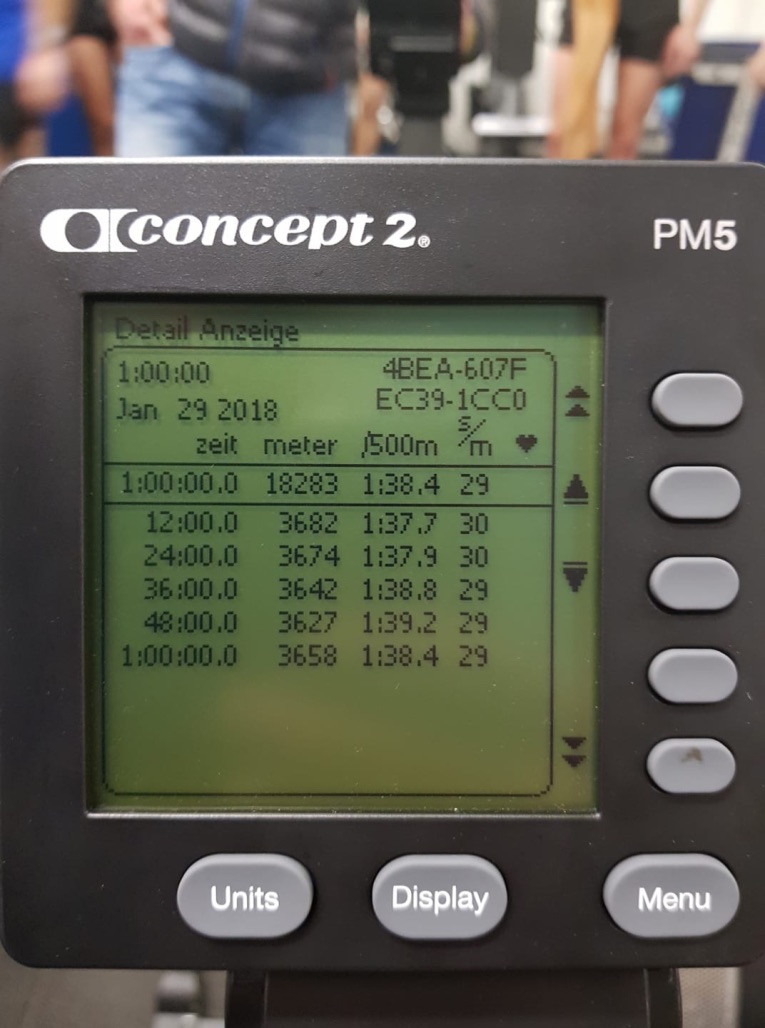 concept 2® PM5
Detail Anzeige
1:00:00 4BEA-607F
Jan 29 2018 EC39-1CC0
zeit meter /500m s/m ♥
1:00:00.0 18283 1:38.4 29
12:00.0 3682 1:37.7 30
24:00.0 3674 1:37.9 30
36:00.0 3642 1:38.8 29
48:00.0 3627 1:39.2 29
1:00:00.0 3658 1:38.4 29
Units Display Menu